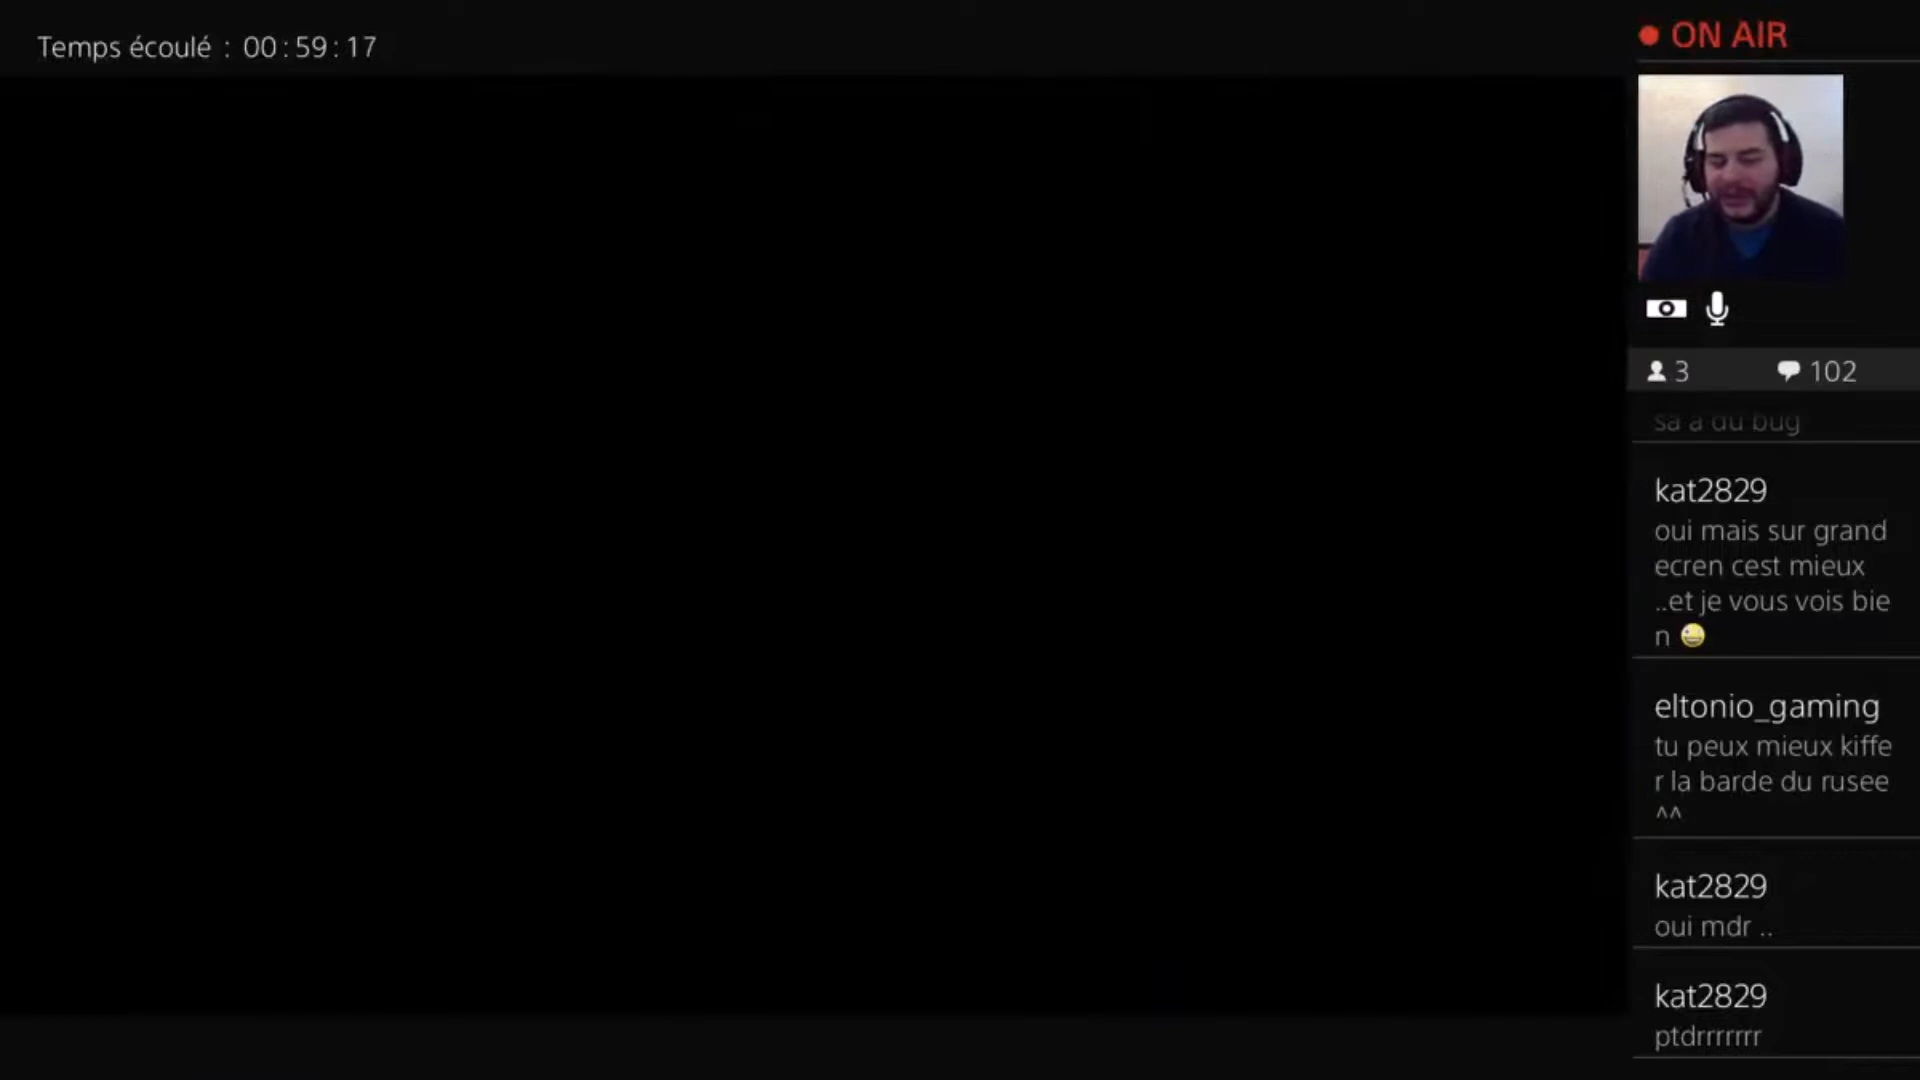 Temps écoulé : 00:59:17
ON AIR
3 102
sa a du bug
kat2829
oui mais sur grand
ecren cest mieux
..et je vous vois bie
n
eltonio_gaming
tu peux mieux kiffe
r la barde du rusee
^^
kat2829
oui mdr ..
kat2829
ptdrrrrrrr